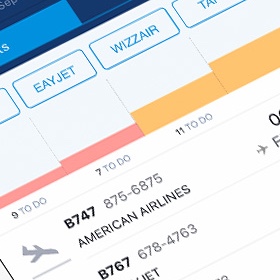 EAYJET
WIZZAIR
9 TO DO
7 TO DO
11 TO DO
B747 875-6875
AMERICAN AIRLINES
B767 678-4763